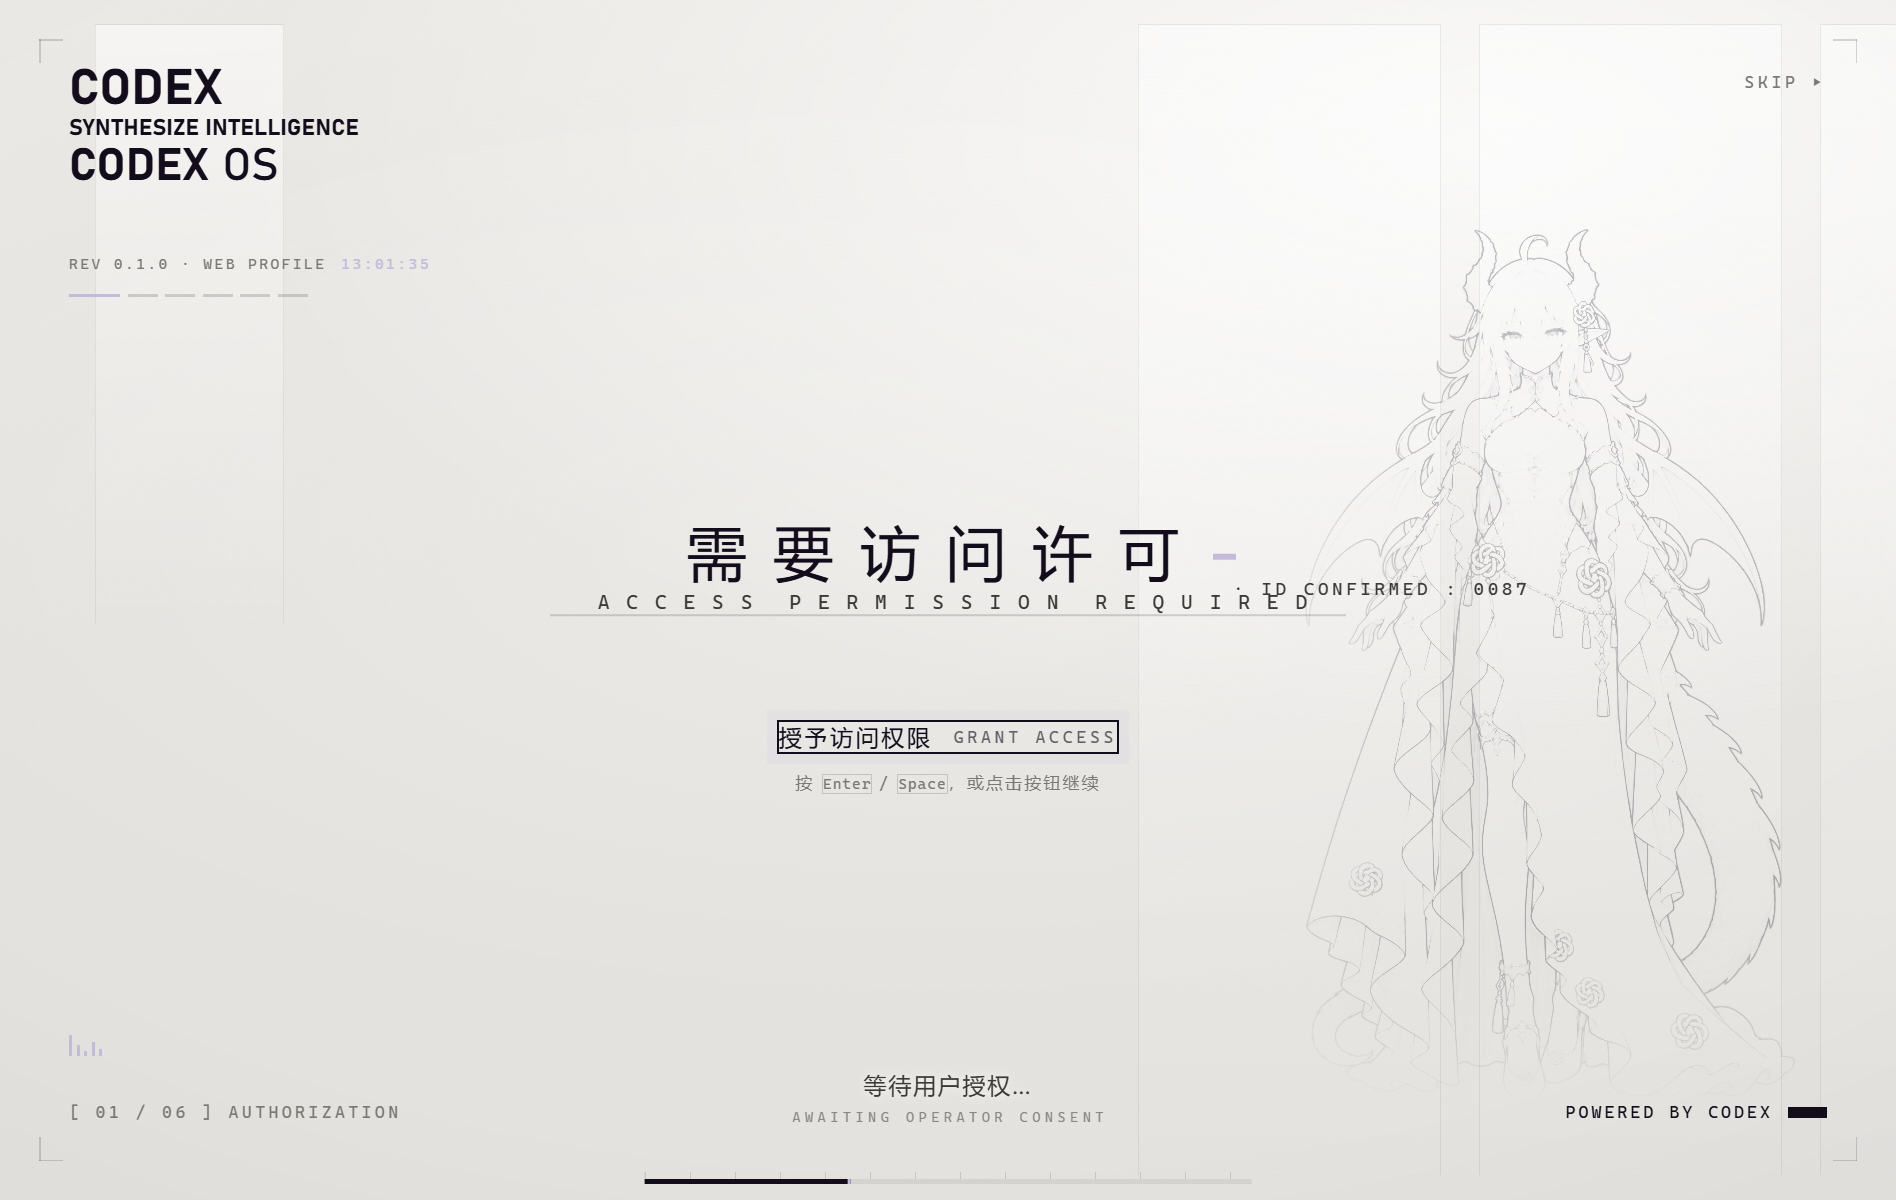 CODEX
SYNTHESIZE INTELLIGENCE
CODEX OS
SKIP ▶
REV 0.1.0 · WEB PROFILE 13:01:35
需要访问许可-
· ID CONFIRMED : 0087
ACCESS PERMISSION REQUIRED
授予访问权限 GRANT ACCESS
按 Enter / Space, 或点击按钮继续
等待用户授权...
AWAITING OPERATOR CONSENT
[ 01 / 06 ] AUTHORIZATION
POWERED BY CODEX